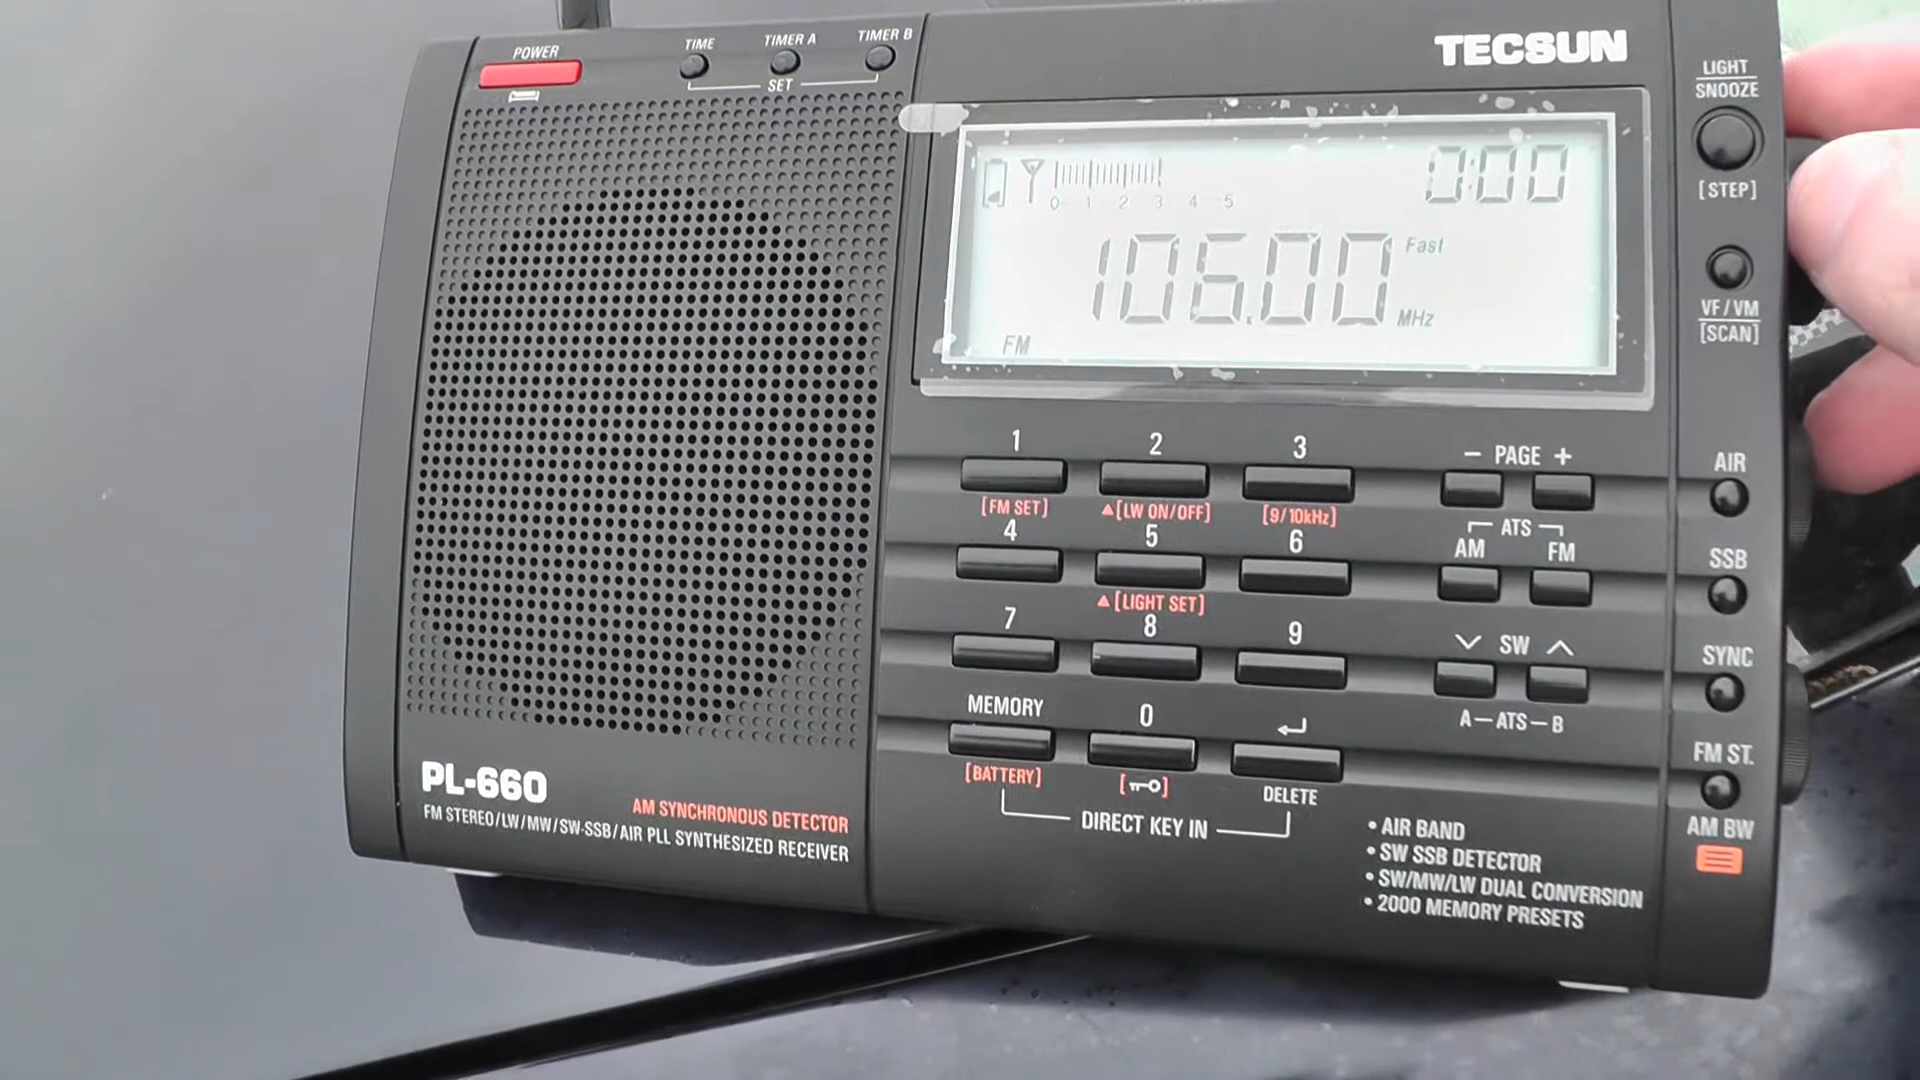 POWER
TIME
TIMER A
TIMER B
SET
TECSUN
LIGHT
SNOOZE
[STEP]
0 1 2 3 4 5
0:00
106.00
Fast
MHz
FM
VF/VM
[SCAN]
1 2 3
- PAGE +
AIR
[FM SET]
[LW ON/OFF]
[9/10kHz]
ATS
4 5 6
AM FM
SSB
[LIGHT SET]
7 8 9
SW
SYNC
MEMORY
0
A-ATS-B
[BATTERY]
DELETE
DIRECT KEY IN
FM ST.
AM BW
PL-660
AM SYNCHRONOUS DETECTOR
FM STEREO/LW/MW/SW-SSB/AIR PLL SYNTHESIZED RECEIVER
• AIR BAND
• SW SSB DETECTOR
• SW/MW/LW DUAL CONVERSION
• 2000 MEMORY PRESETS